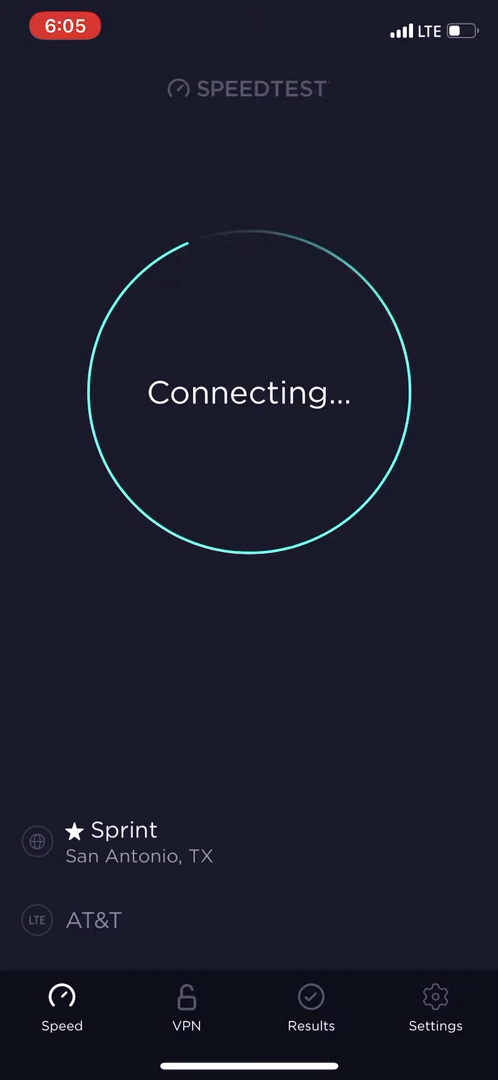 6:05
LTE
SPEEDTEST
Connecting...
Sprint
San Antonio, TX
LTE
AT&T
Speed
VPN
Results
Settings